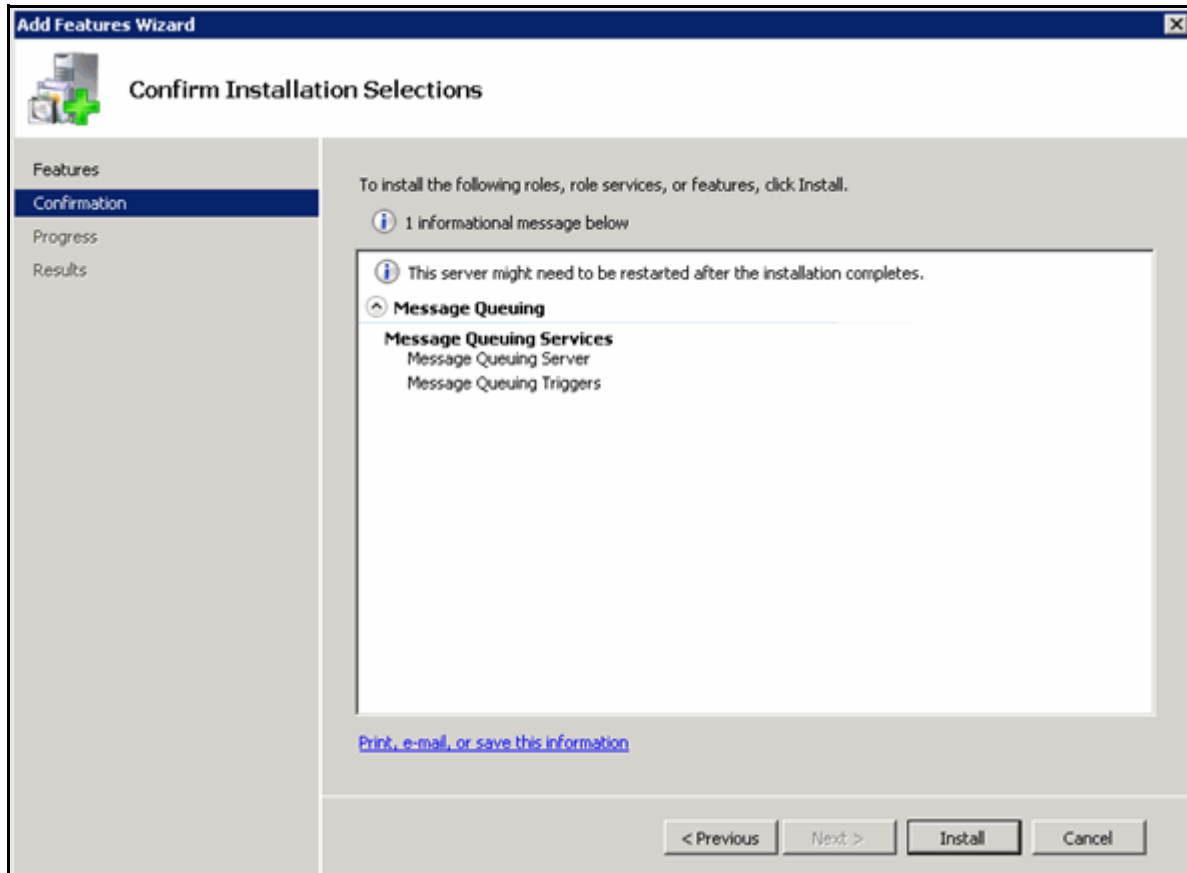 Add Features Wizard
Confirm Installation Selections
Features
Confirmation
Progress
Results
To install the following roles, role services, or features, click Install.
1 informational message below
This server might need to be restarted after the installation completes.
Message Queuing
Message Queuing Services
Message Queuing Server
Message Queuing Triggers
Print, e-mail, or save this information
< Previous Next > Install Cancel